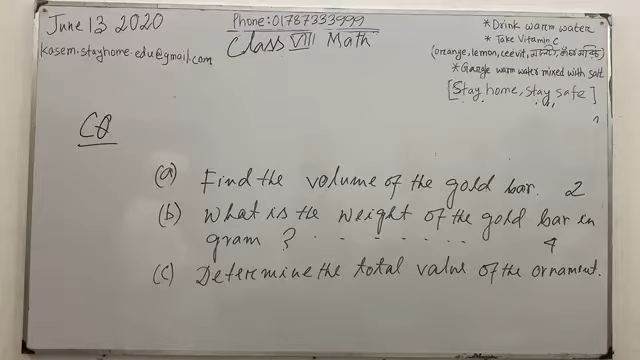 June 13 2020
Phone: 01787333999
* Drink warm water
kasem.stayhome.edu@gmail.com
Class VIII Math
* Take Vitamin C
(orange, lemon, ceevit,
* Gargle warm water mixed with salt
[Stay home, Stay safe]
CQ
(a) Find the volume of the gold bar. 2
(b) What is the weight of the gold bar in
gram ? . . . . . . . 4
(c) Determine the total value of the ornament.